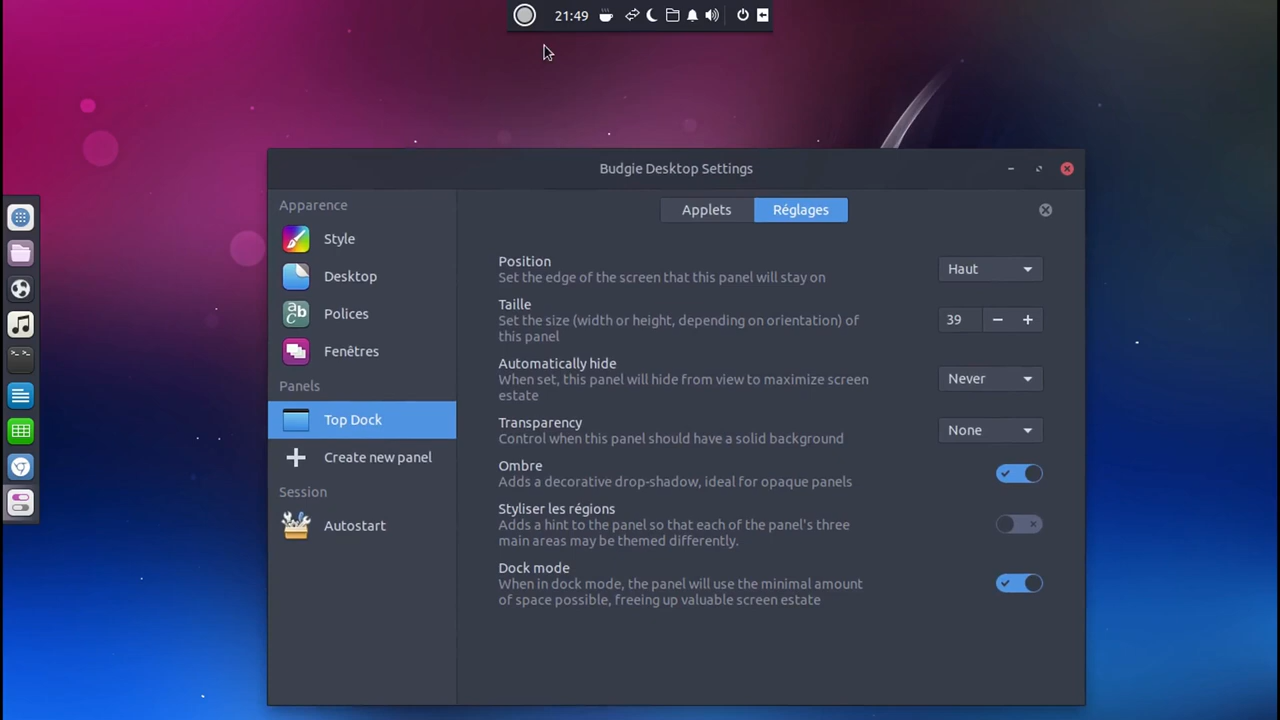 21:49
Budgie Desktop Settings
Apparence
Style
Desktop
Polices
Fenêtres
Panels
Top Dock
Create new panel
Session
Autostart
Applets
Réglages
Position
Set the edge of the screen that this panel will stay on
Haut
Taille
Set the size (width or height, depending on orientation) of
this panel
39
Automatically hide
When set, this panel will hide from view to maximize screen
estate
Never
Transparency
Control when this panel should have a solid background
None
Ombre
Adds a decorative drop-shadow, ideal for opaque panels
Styliser les régions
Adds a hint to the panel so that each of the panel's three
main areas may be themed differently.
Dock mode
When in dock mode, the panel will use the minimal amount
of space possible, freeing up valuable screen estate